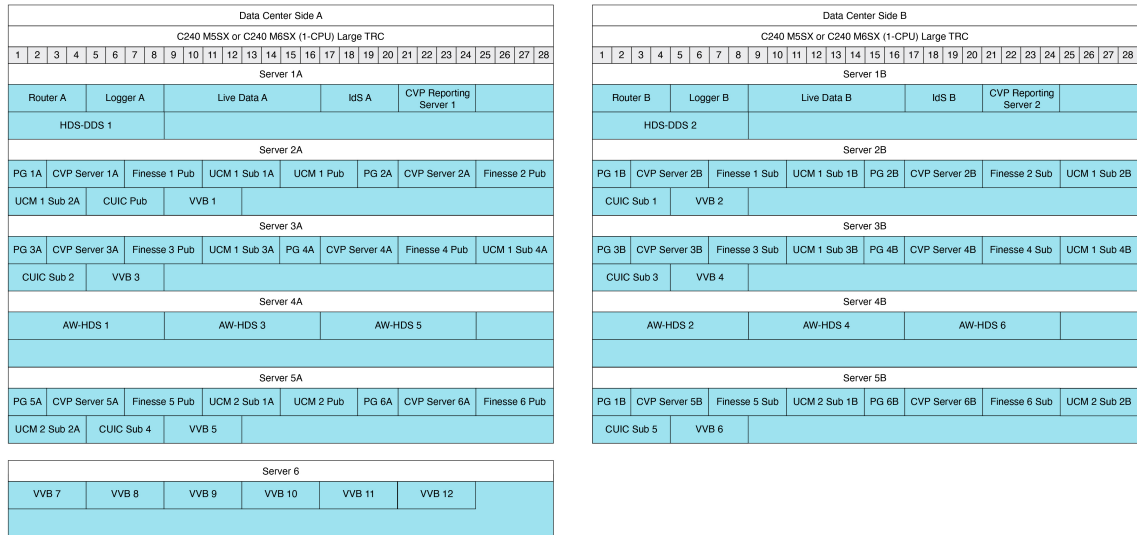 Data Center Side A
C240 M5SX or C240 M6SX (1-CPU) Large TRC
1 2 3 4 5 6 7 8 9 10 11 12 13 14 15 16 17 18 19 20 21 22 23 24 25 26 27 28
Server 1A
Router A Logger A Live Data A IdS A CVP Reporting
Server 1
HDS-DDS 1
Server 2A
PG 1A CVP Server 1A Finesse 1 Pub UCM 1 Sub 1A UCM 1 Pub PG 2A CVP Server 2A Finesse 2 Pub
UCM 1 Sub 2A CUIC Pub VVB 1
Server 3A
PG 3A CVP Server 3A Finesse 3 Pub UCM 1 Sub 3A PG 4A CVP Server 4A Finesse 4 Pub UCM 1 Sub 4A
CUIC Sub 2 VVB 3
Server 4A
AW-HDS 1 AW-HDS 3 AW-HDS 5
Server 5A
PG 5A CVP Server 5A Finesse 5 Pub UCM 2 Sub 1A UCM 2 Pub PG 6A CVP Server 6A Finesse 6 Pub
UCM 2 Sub 2A CUIC Sub 4 VVB 5
Server 6
VVB 7 VVB 8 VVB 9 VVB 10 VVB 11 VVB 12
Data Center Side B
C240 M5SX or C240 M6SX (1-CPU) Large TRC
1 2 3 4 5 6 7 8 9 10 11 12 13 14 15 16 17 18 19 20 21 22 23 24 25 26 27 28
Server 1B
Router B Logger B Live Data B IdS B CVP Reporting
Server 2
HDS-DDS 2
Server 2B
PG 1B CVP Server 2B Finesse 1 Sub UCM 1 Sub 1B PG 2B CVP Server 2B Finesse 2 Sub UCM 1 Sub 2B
CUIC Sub 1 VVB 2
Server 3B
PG 3B CVP Server 3B Finesse 3 Sub UCM 1 Sub 3B PG 4B CVP Server 4B Finesse 4 Sub UCM 1 Sub 4B
CUIC Sub 3 VVB 4
Server 4B
AW-HDS 2 AW-HDS 4 AW-HDS 6
Server 5B
PG 1B CVP Server 5B Finesse 5 Sub UCM 2 Sub 1B PG 6B CVP Server 6B Finesse 6 Sub UCM 2 Sub 2B
CUIC Sub 5 VVB 6